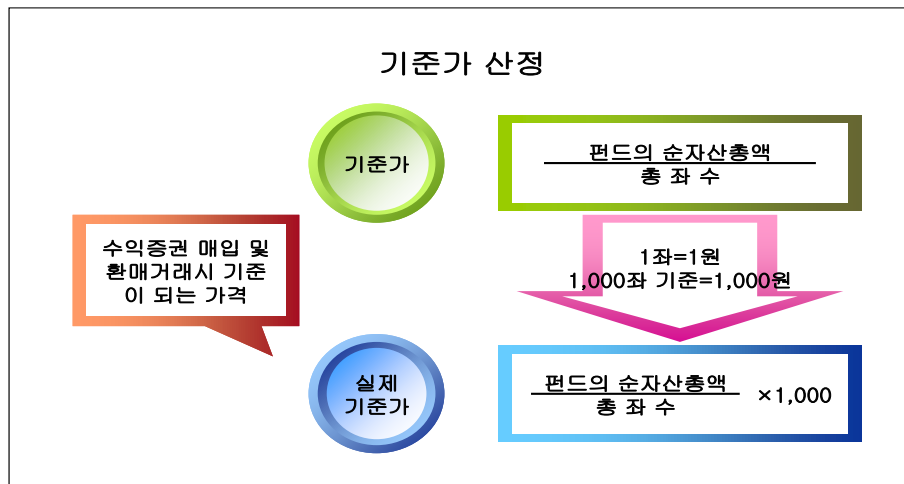 기준가 산정
기준가
펀드의 순자산총액
총 좌 수
수익증권 매입 및
환매거래시 기준
이 되는 가격
1좌=1원
1,000좌 기준=1,000원
실제
기준가
펀드의 순자산총액
총 좌 수
×1,000